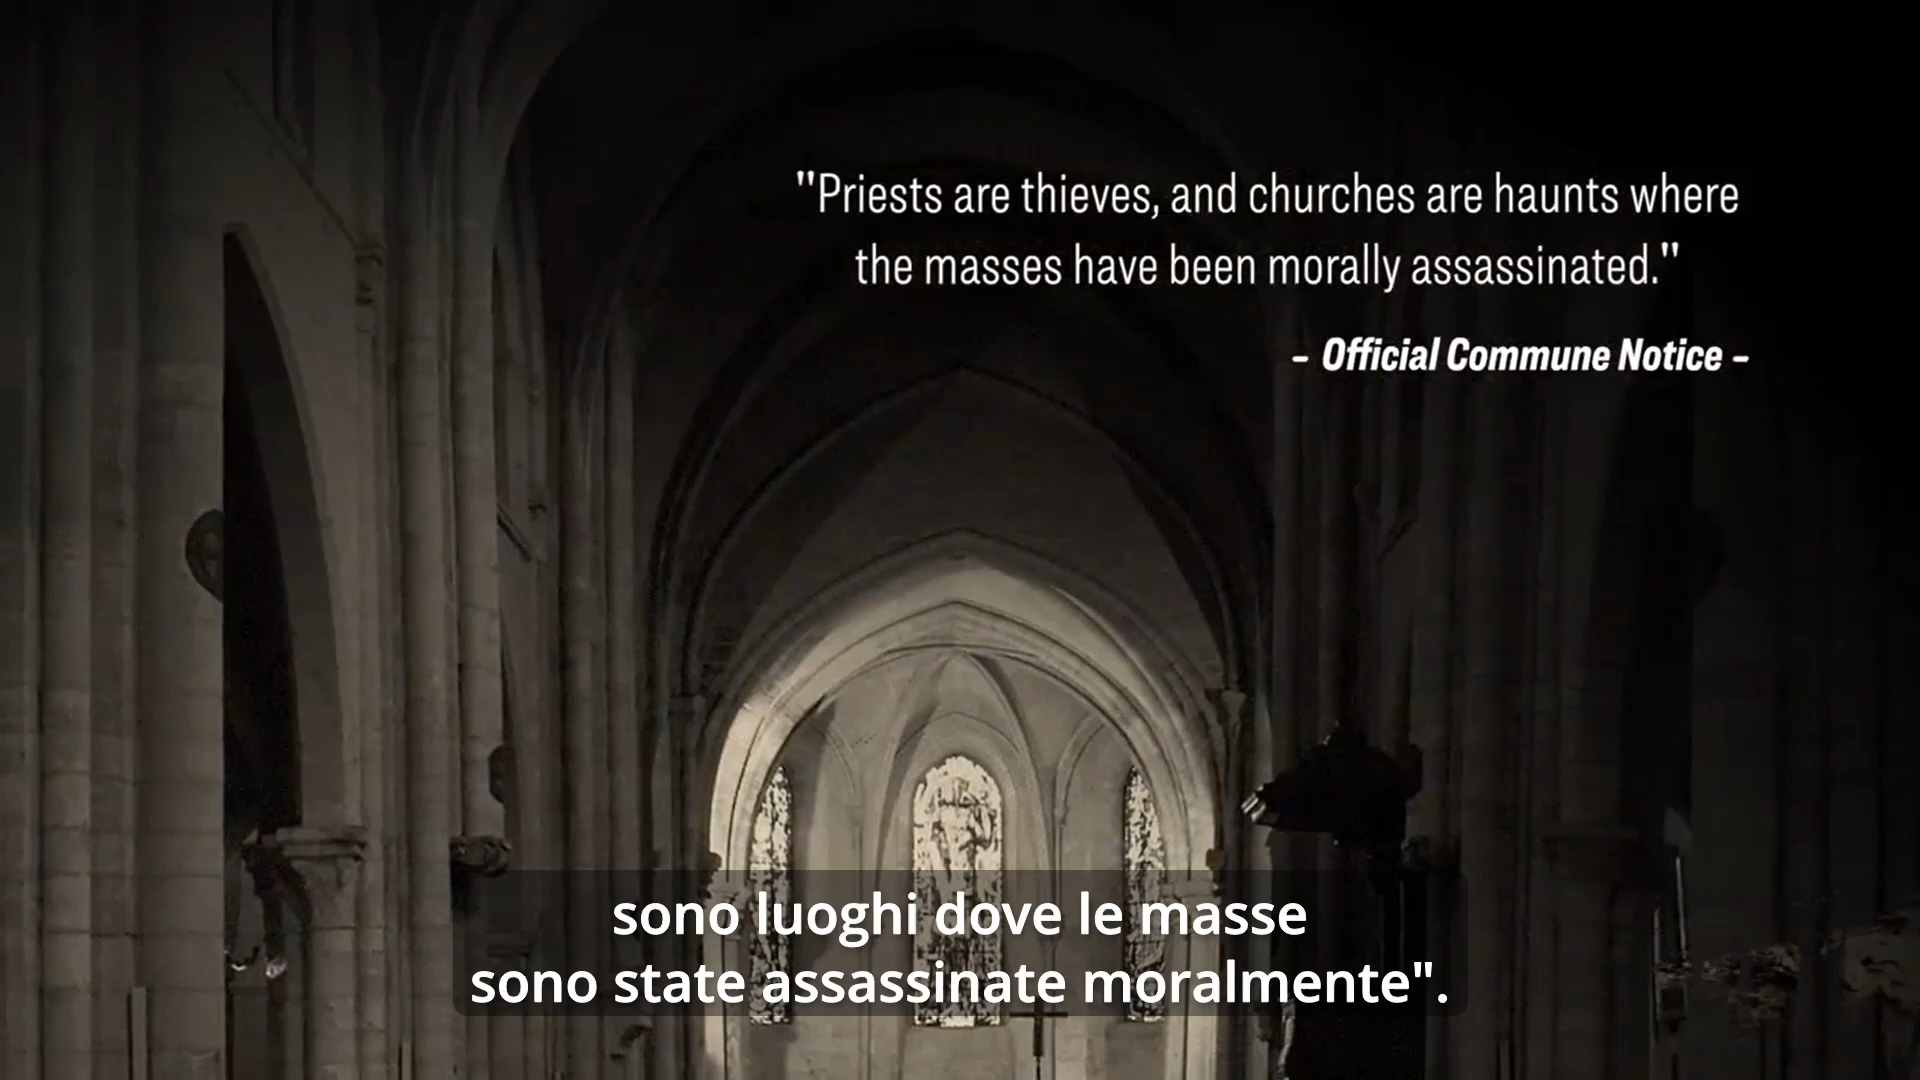 "Priests are thieves, and churches are haunts where
the masses have been morally assassinated."
– Official Commune Notice –
sono luoghi dove le masse
sono state assassinate moralmente".